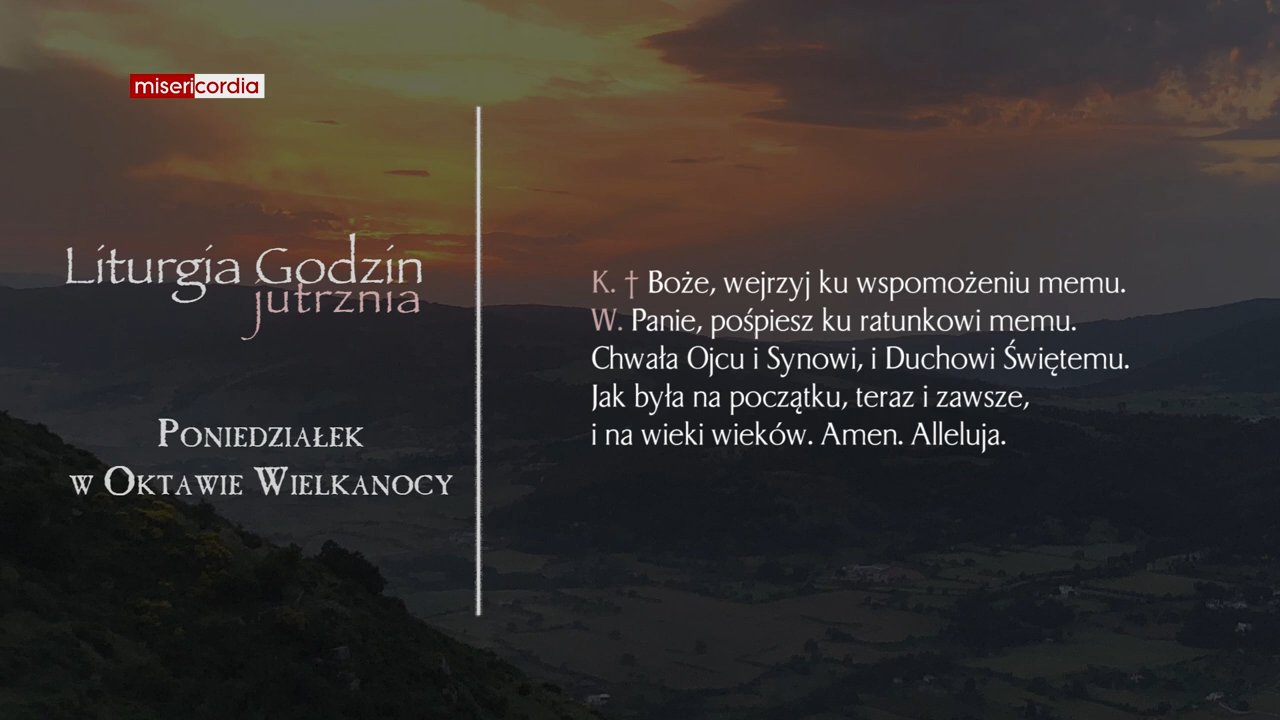 misericordia
Liturgia Godzin
jutrznia
Poniedziałek
w Oktawie Wielkanocy
K. † Boże, wejrzyj ku wspomożeniu memu.
W. Panie, pośpiesz ku ratunkowi memu.
Chwała Ojcu i Synowi, i Duchowi Świętemu.
Jak była na początku, teraz i zawsze,
i na wieki wieków. Amen. Alleluja.